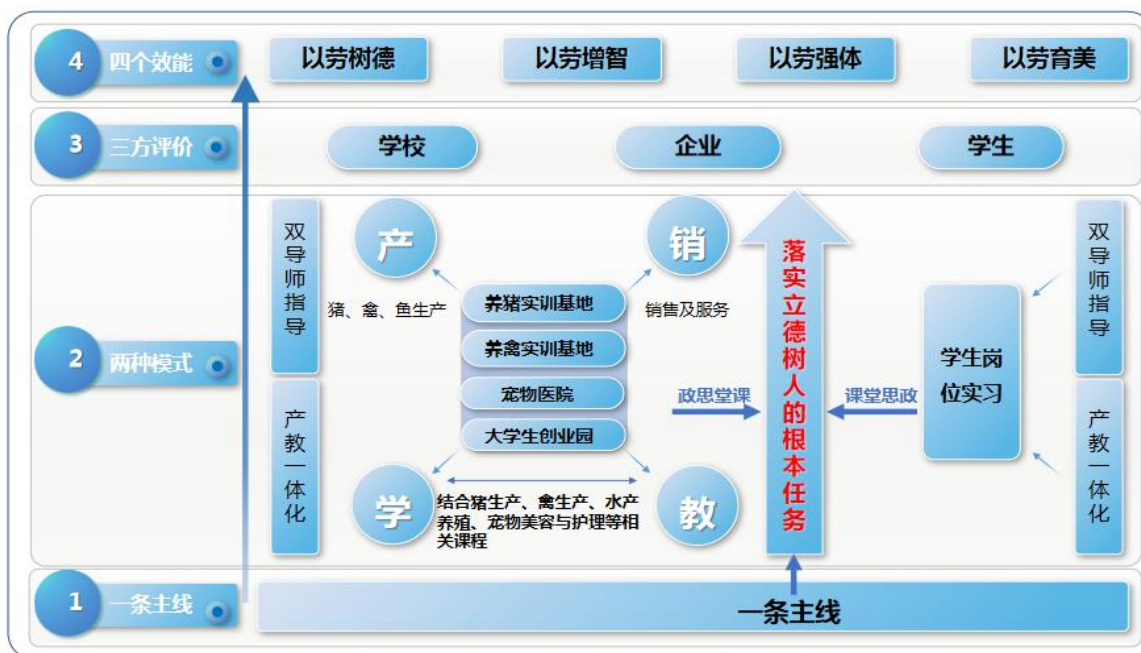 4 四个效能
以劳树德
以劳增智
以劳强体
以劳育美
3 三方评价
学校
企业
学生
2 两种模式
双导师指导
产教一体化
产
猪、禽、鱼生产
销
销售及服务
养猪实训基地
养禽实训基地
宠物医院
大学生创业园
学
教
结合猪生产、禽生产、水产
养殖、宠物美容与护理等相
关课程
政思堂课
落实立德树人的根本任务
课堂思政
学生岗
位实习
双导师指导
产教一体化
1 一条主线
一条主线